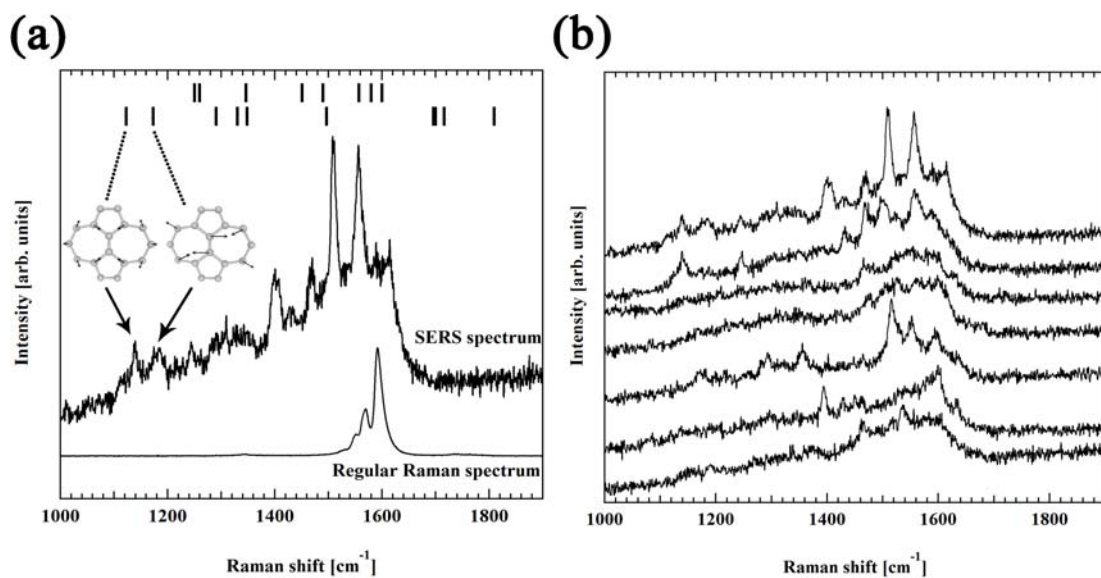 (a)
(b)
Intensity [arb. units]
SERS spectrum
Regular Raman spectrum
1000 1200 1400 1600 1800
Raman shift [cm⁻¹]
Intensity [arb. units]
1000 1200 1400 1600 1800
Raman shift [cm⁻¹]